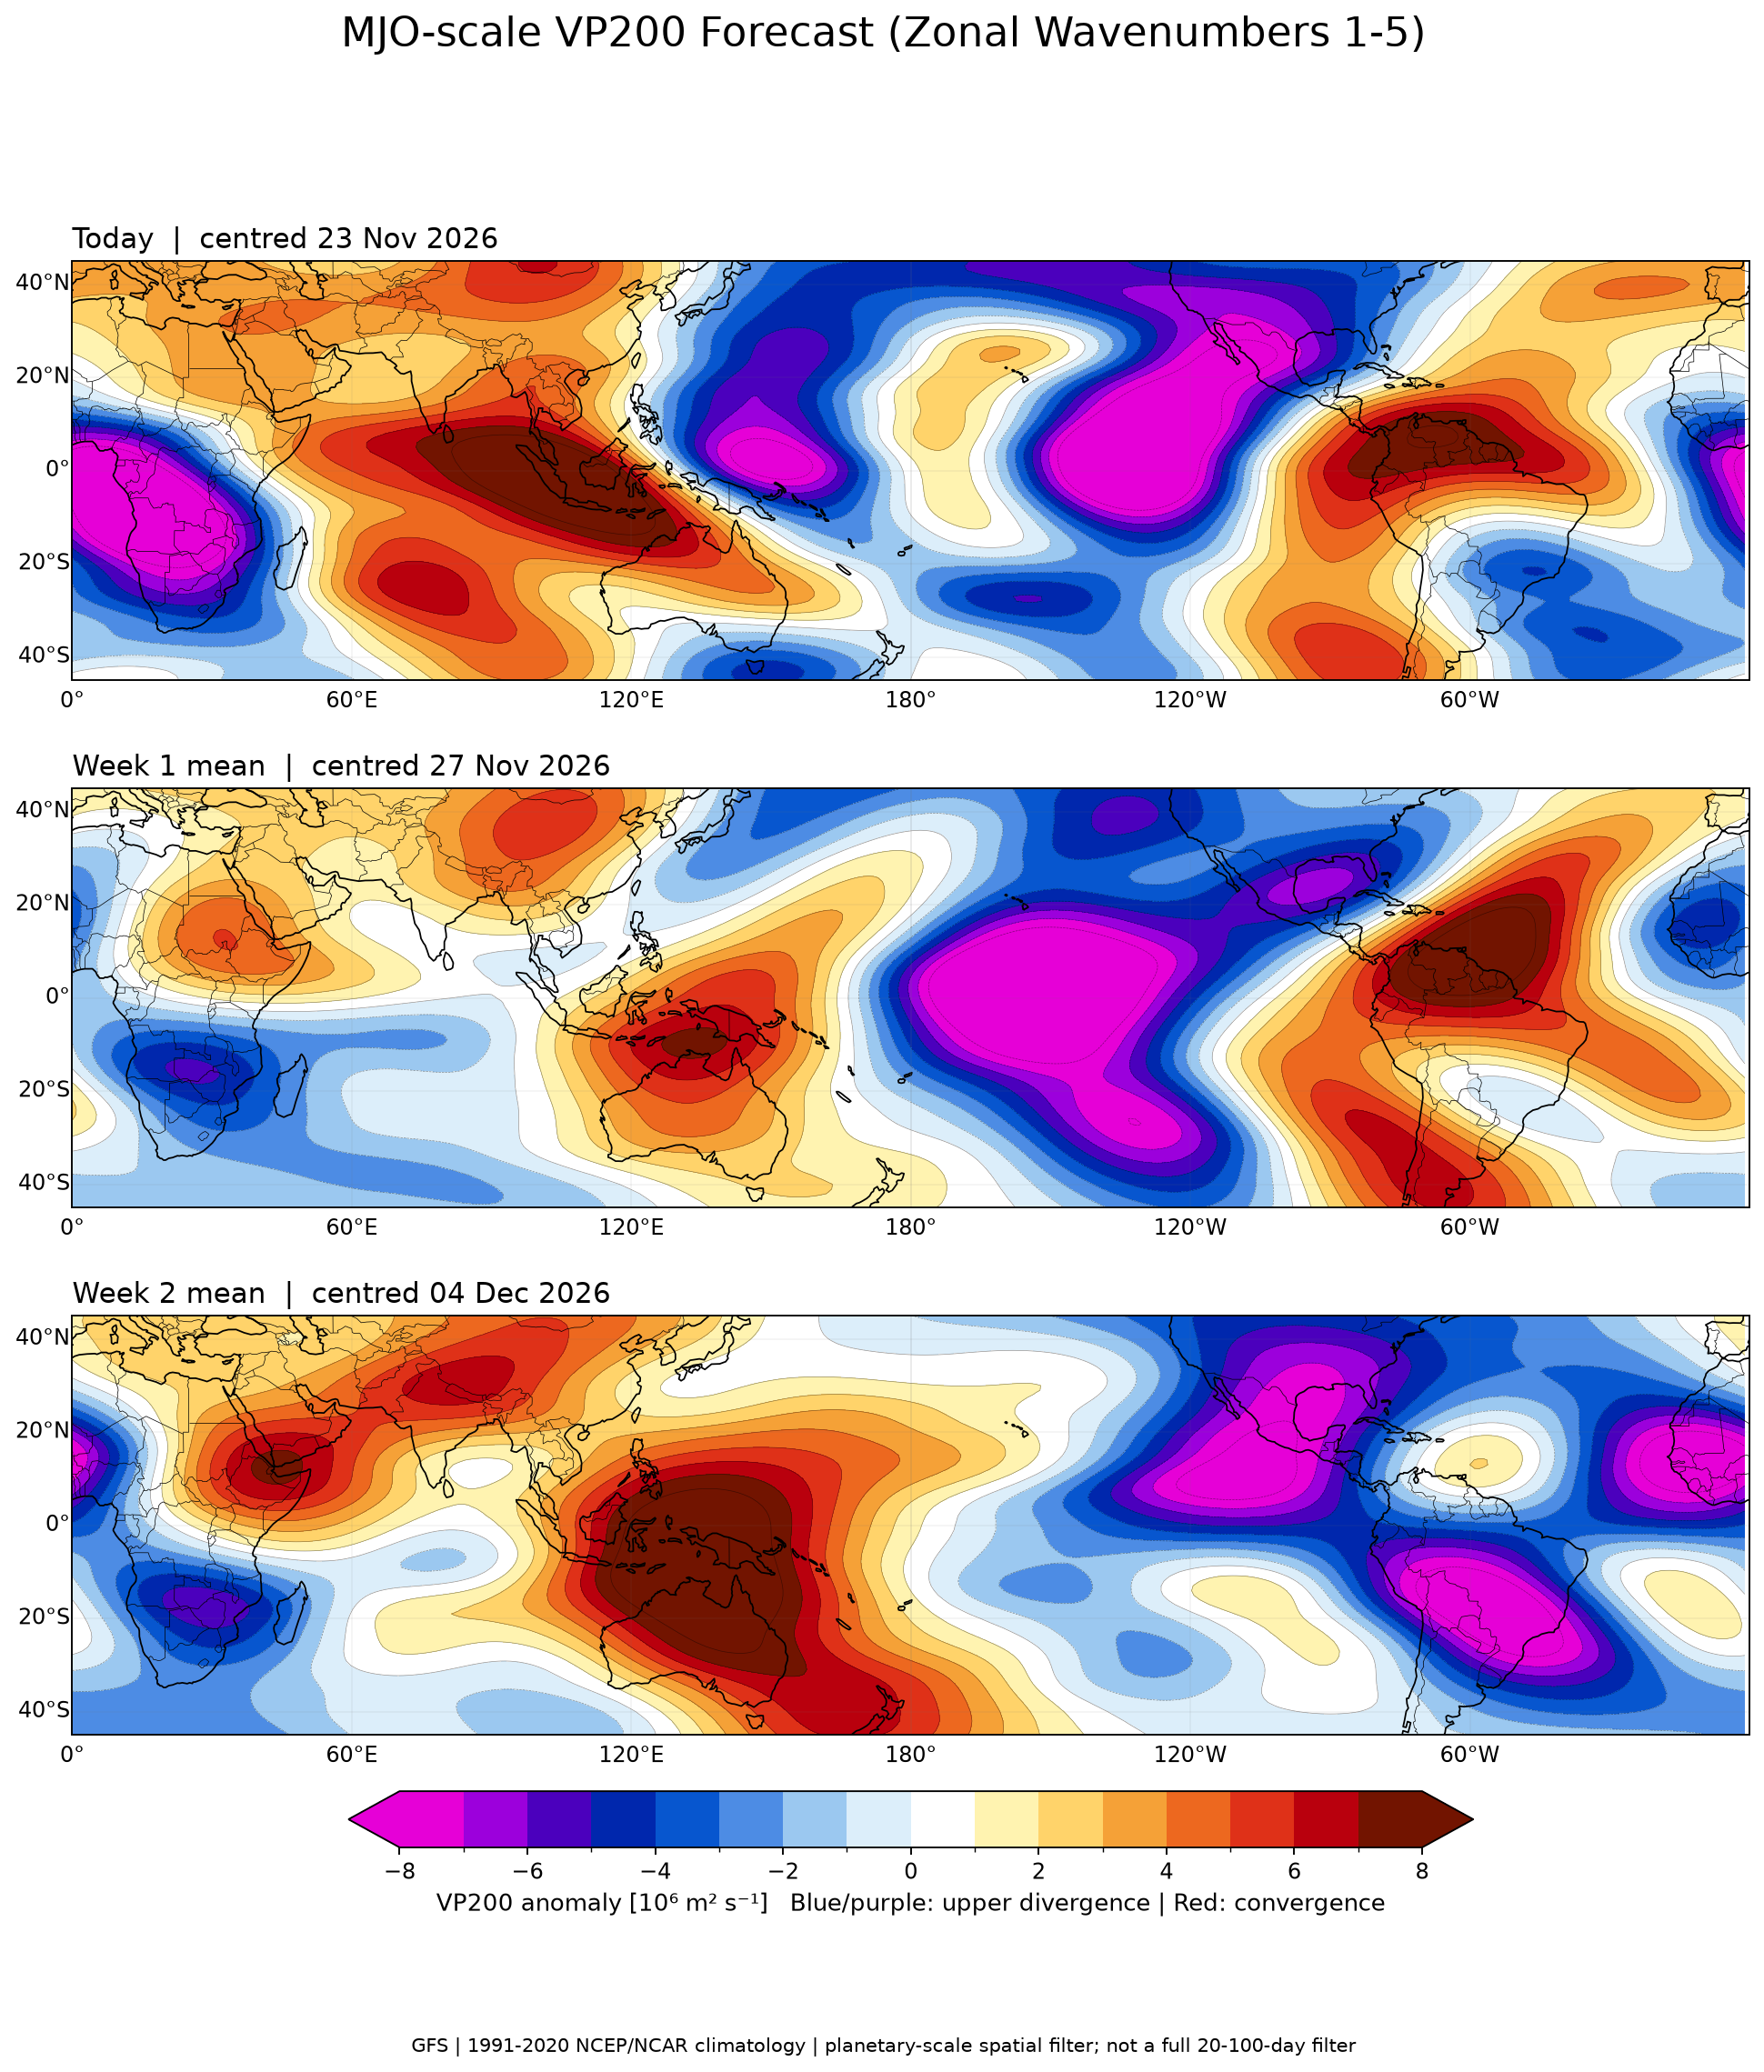 MJO-scale VP200 Forecast (Zonal Wavenumbers 1-5)
Today | centred 23 Nov 2026
40°N
20°N
0°
20°S
40°S
0° 60°E 120°E 180° 120°W 60°W
Week 1 mean | centred 27 Nov 2026
40°N
20°N
0°
20°S
40°S
0° 60°E 120°E 180° 120°W 60°W
Week 2 mean | centred 04 Dec 2026
40°N
20°N
0°
20°S
40°S
0° 60°E 120°E 180° 120°W 60°W
−8 −6 −4 −2 0 2 4 6 8
VP200 anomaly [10⁶ m² s⁻¹] Blue/purple: upper divergence | Red: convergence
GFS | 1991-2020 NCEP/NCAR climatology | planetary-scale spatial filter; not a full 20-100-day filter